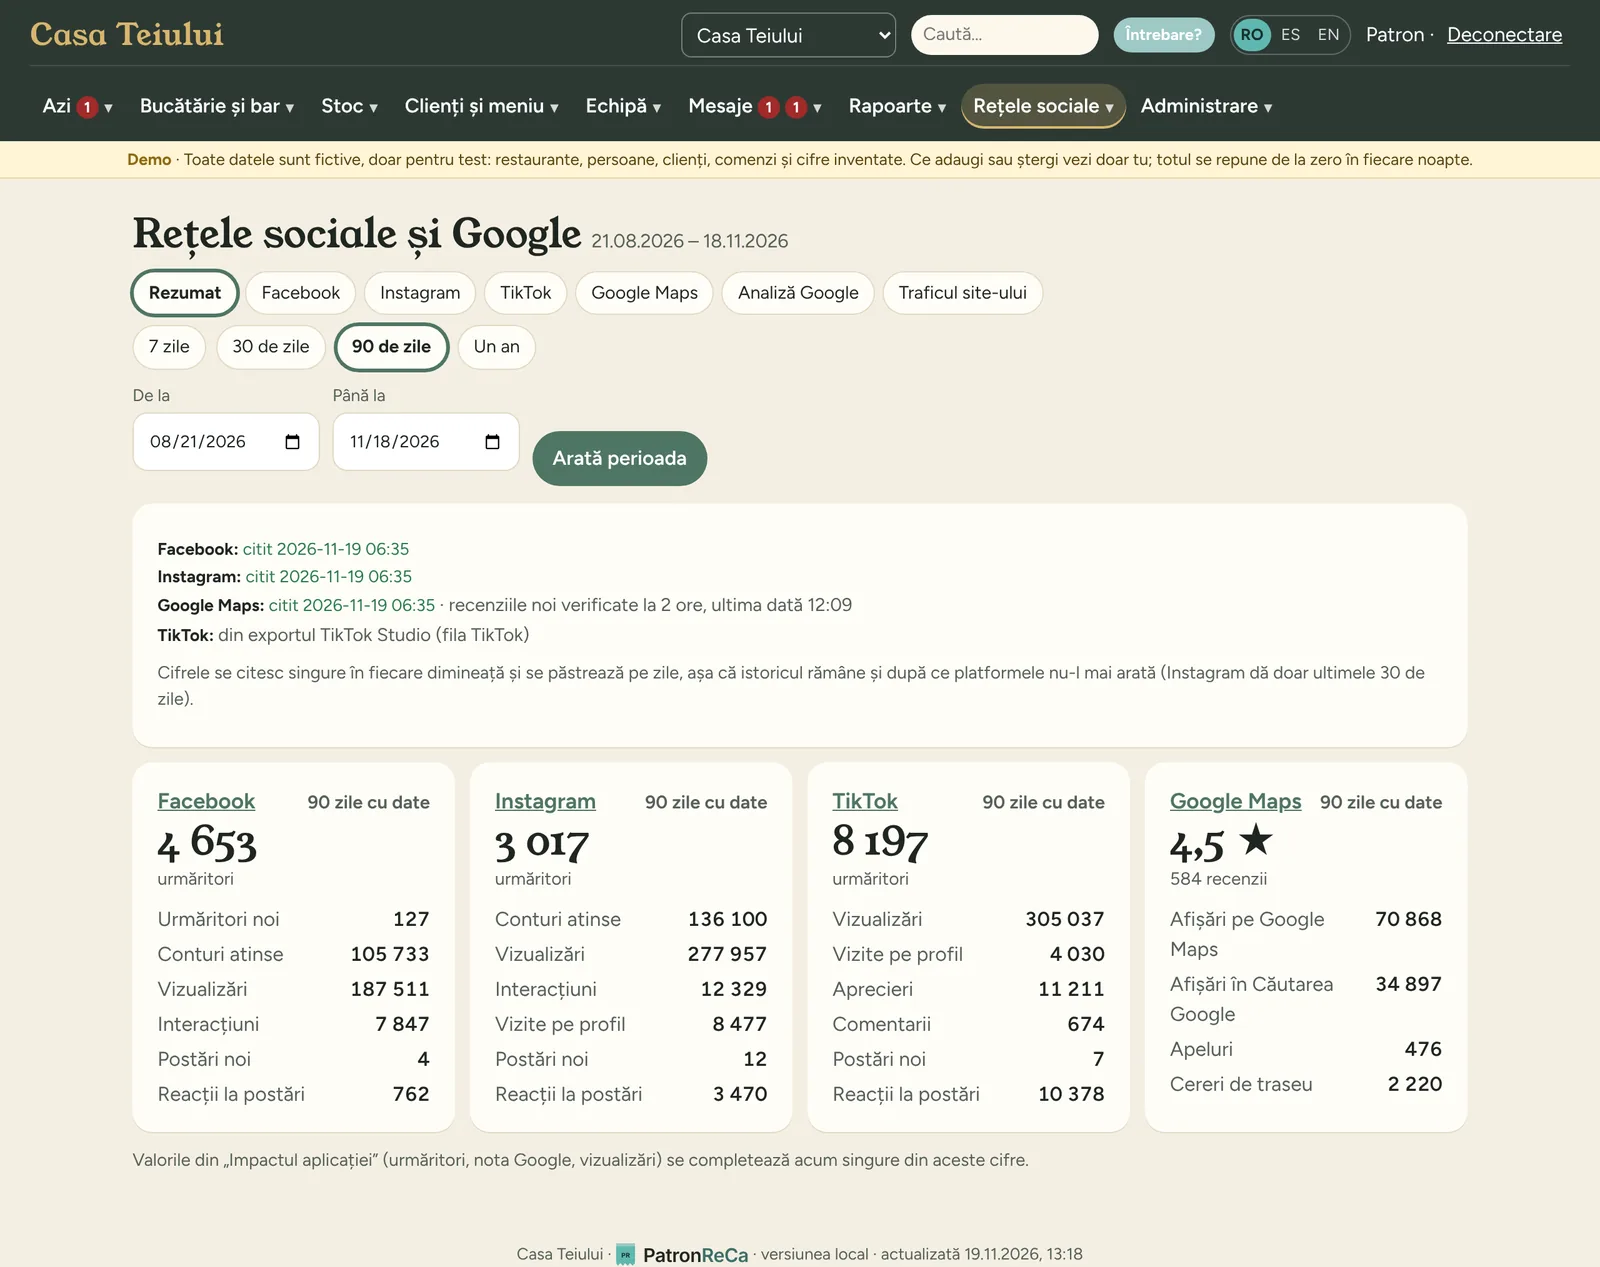 Casa Teiului
Casa Teiului
Caută...
Întrebare?
RO ES EN
Patron · Deconectare
Azi 1 ▾ Bucătărie și bar ▾ Stoc ▾ Clienți și meniu ▾ Echipă ▾ Mesaje 1 1 ▾ Rapoarte ▾ Rețele sociale ▾ Administrare ▾
Demo · Toate datele sunt fictive, doar pentru test: restaurante, persoane, clienți, comenzi și cifre inventate. Ce adaugi sau ștergi vezi doar tu; totul se repune de la zero în fiecare noapte.
Rețele sociale și Google 21.08.2026 – 18.11.2026
Rezumat Facebook Instagram TikTok Google Maps Analiză Google Traficul site-ului
7 zile 30 de zile 90 de zile Un an
De la Până la
08/21/2026 11/18/2026 Arată perioada
Facebook: citit 2026-11-19 06:35
Instagram: citit 2026-11-19 06:35
Google Maps: citit 2026-11-19 06:35 · recenziile noi verificate la 2 ore, ultima dată 12:09
TikTok: din exportul TikTok Studio (fila TikTok)
Cifrele se citesc singure în fiecare dimineață și se păstrează pe zile, așa că istoricul rămâne și după ce platformele nu-l mai arată (Instagram dă doar ultimele 30 de
zile).
Facebook 90 zile cu date
4 653
urmăritori
Urmăritori noi 127
Conturi atinse 105 733
Vizualizări 187 511
Interacțiuni 7 847
Postări noi 4
Reacții la postări 762
Instagram 90 zile cu date
3 017
urmăritori
Conturi atinse 136 100
Vizualizări 277 957
Interacțiuni 12 329
Vizite pe profil 8 477
Postări noi 12
Reacții la postări 3 470
TikTok 90 zile cu date
8 197
urmăritori
Vizualizări 305 037
Vizite pe profil 4 030
Aprecieri 11 211
Comentarii 674
Postări noi 7
Reacții la postări 10 378
Google Maps 90 zile cu date
4,5 ★
584 recenzii
Afișări pe Google 70 868
Maps
Afișări în Căutarea 34 897
Google
Apeluri 476
Cereri de traseu 2 220
Valorile din „Impactul aplicației” (urmăritori, nota Google, vizualizări) se completează acum singure din aceste cifre.
Casa Teiului · PR PatronReCa · versiunea local · actualizată 19.11.2026, 13:18